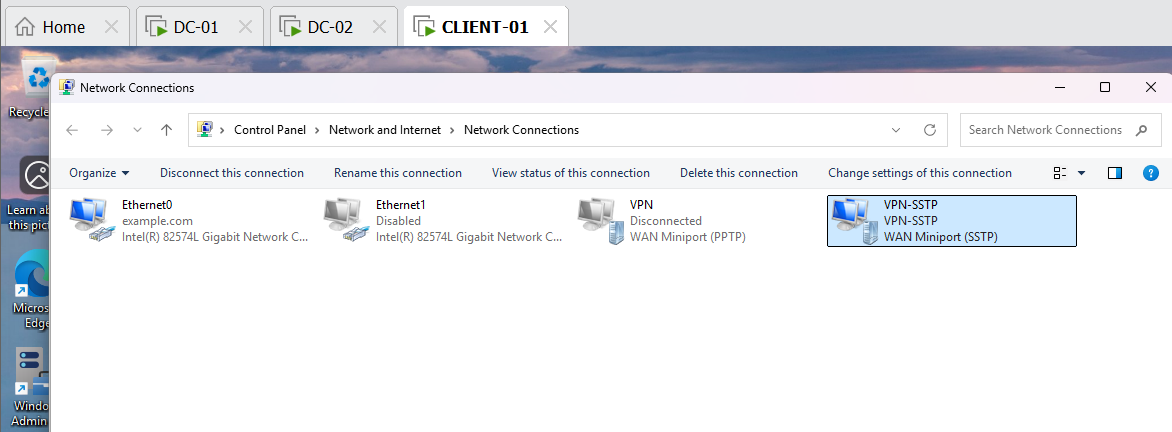 Home
DC-01
DC-02
CLIENT-01
Recycle
Network Connections
Control Panel
Network and Internet
Network Connections
Search Network Connections
Organize
Disconnect this connection
Rename this connection
View status of this connection
Delete this connection
Change settings of this connection
Ethernet0
example.com
Intel(R) 82574L Gigabit Network C...
Ethernet1
Disabled
Intel(R) 82574L Gigabit Network C...
VPN
Disconnected
WAN Miniport (PPTP)
VPN-SSTP
VPN-SSTP
WAN Miniport (SSTP)
Learn ab
this pict
Micros
Edge
Windo
Admin